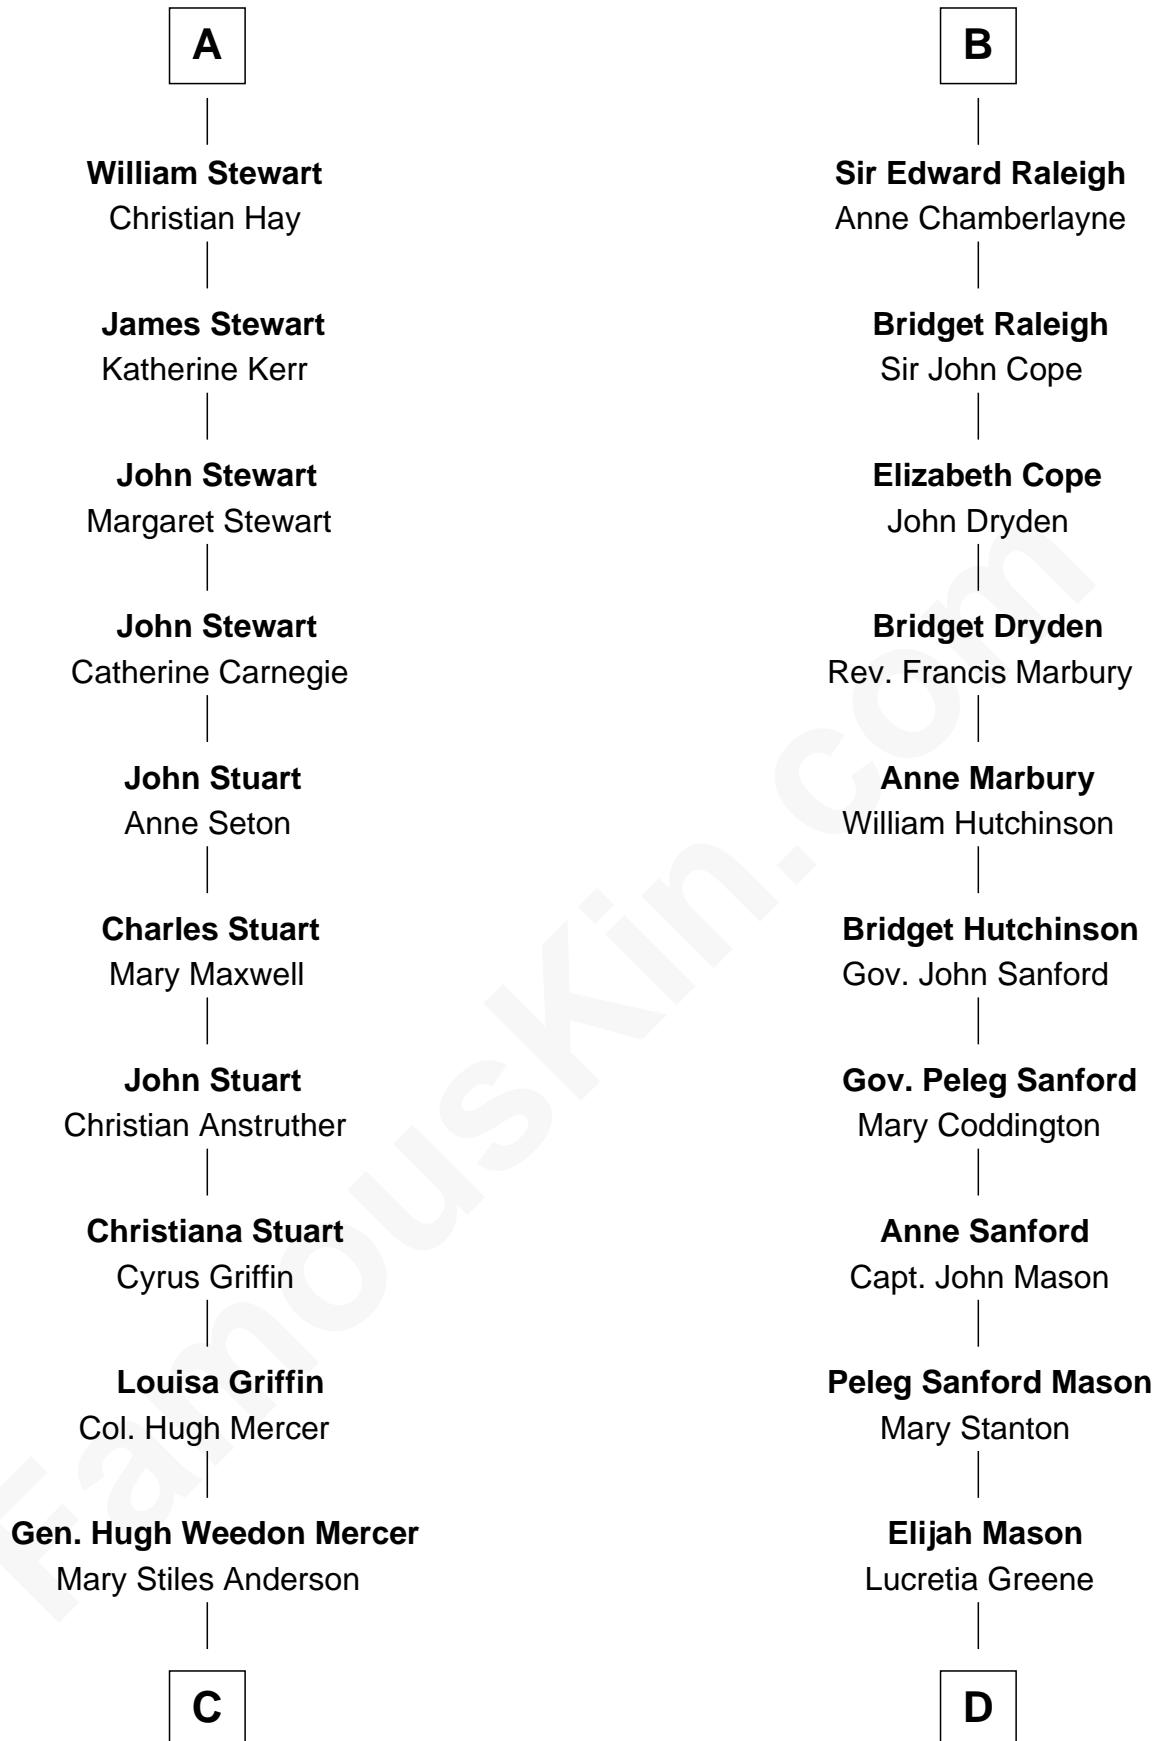 A
William Stewart
Christian Hay
James Stewart
Katherine Kerr
John Stewart
Margaret Stewart
John Stewart
Catherine Carnegie
John Stuart
Anne Seton
Charles Stuart
Mary Maxwell
John Stuart
Christian Anstruther
Christiana Stuart
Cyrus Griffin
Louisa Griffin
Col. Hugh Mercer
Gen. Hugh Weedon Mercer
Mary Stiles Anderson
C
B
Sir Edward Raleigh
Anne Chamberlayne
Bridget Raleigh
Sir John Cope
Elizabeth Cope
John Dryden
Bridget Dryden
Rev. Francis Marbury
Anne Marbury
William Hutchinson
Bridget Hutchinson
Gov. John Sanford
Gov. Peleg Sanford
Mary Coddington
Anne Sanford
Capt. John Mason
Peleg Sanford Mason
Mary Stanton
Elijah Mason
Lucretia Greene
D
FamousKin.com